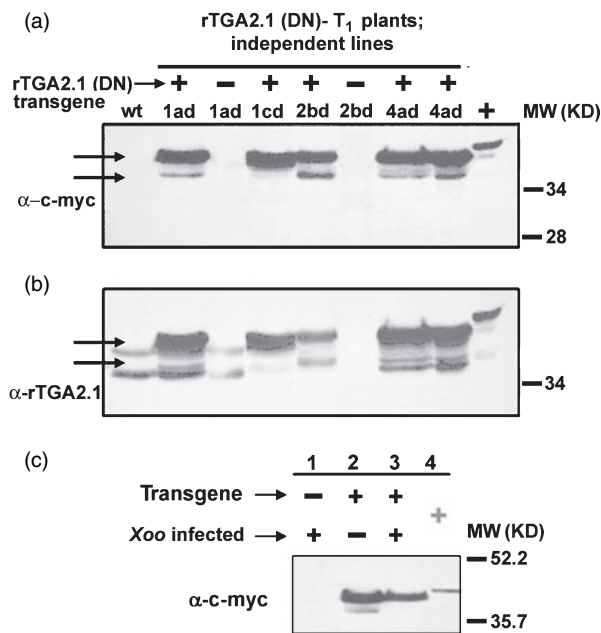 (a)
rTGA2.1 (DN)- T₁ plants;
independent lines
rTGA2.1 (DN) → + − + + − + +
transgene
wt 1ad 1ad 1cd 2bd 2bd 4ad 4ad + MW (KD)
α–c-myc
34
28
(b)
α-rTGA2.1
34
(c)
1 2 3 4
Transgene → − + + +
Xoo infected → + − +
MW (KD)
α-c-myc
52.2
35.7